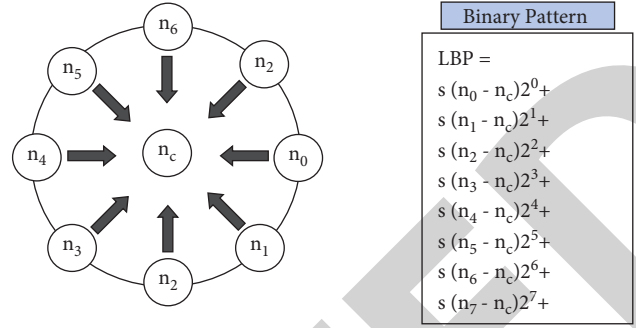 n6
n5
n2
n4
nc
n0
n3
n1
n2
Binary Pattern
LBP =
s (n0 - nc)2^0+
s (n1 - nc)2^1+
s (n2 - nc)2^2+
s (n3 - nc)2^3+
s (n4 - nc)2^4+
s (n5 - nc)2^5+
s (n6 - nc)2^6+
s (n7 - nc)2^7+